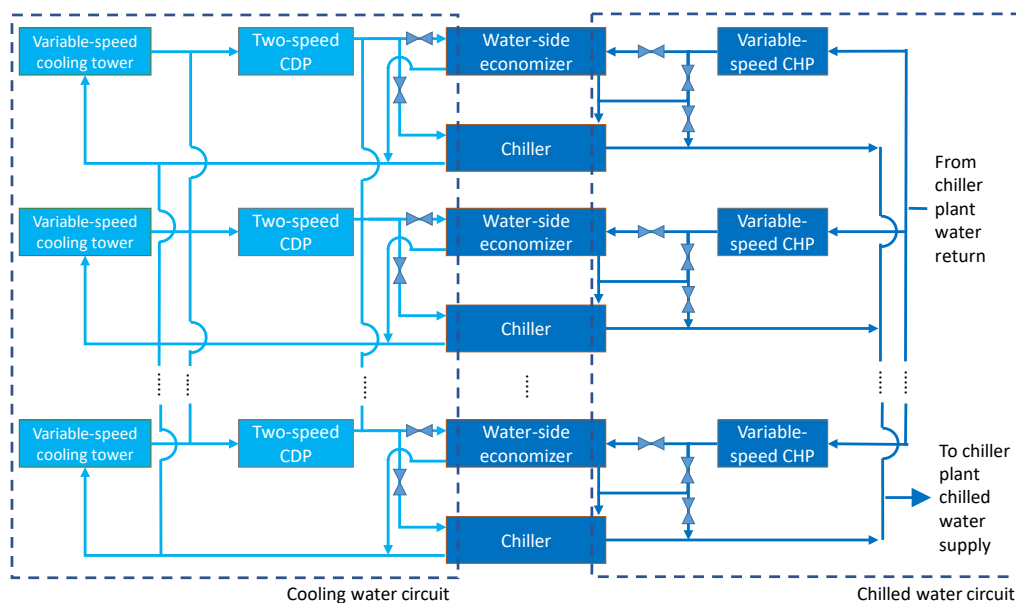 Variable-speed
cooling tower
Two-speed
CDP
Water-side
economizer
Variable-
speed CHP
Chiller
From
chiller
plant
water
return
Variable-speed
cooling tower
Two-speed
CDP
Water-side
economizer
Variable-
speed CHP
Chiller
Variable-speed
cooling tower
Two-speed
CDP
Water-side
economizer
Variable-
speed CHP
Chiller
To chiller
plant
chilled
water
supply
Cooling water circuit
Chilled water circuit